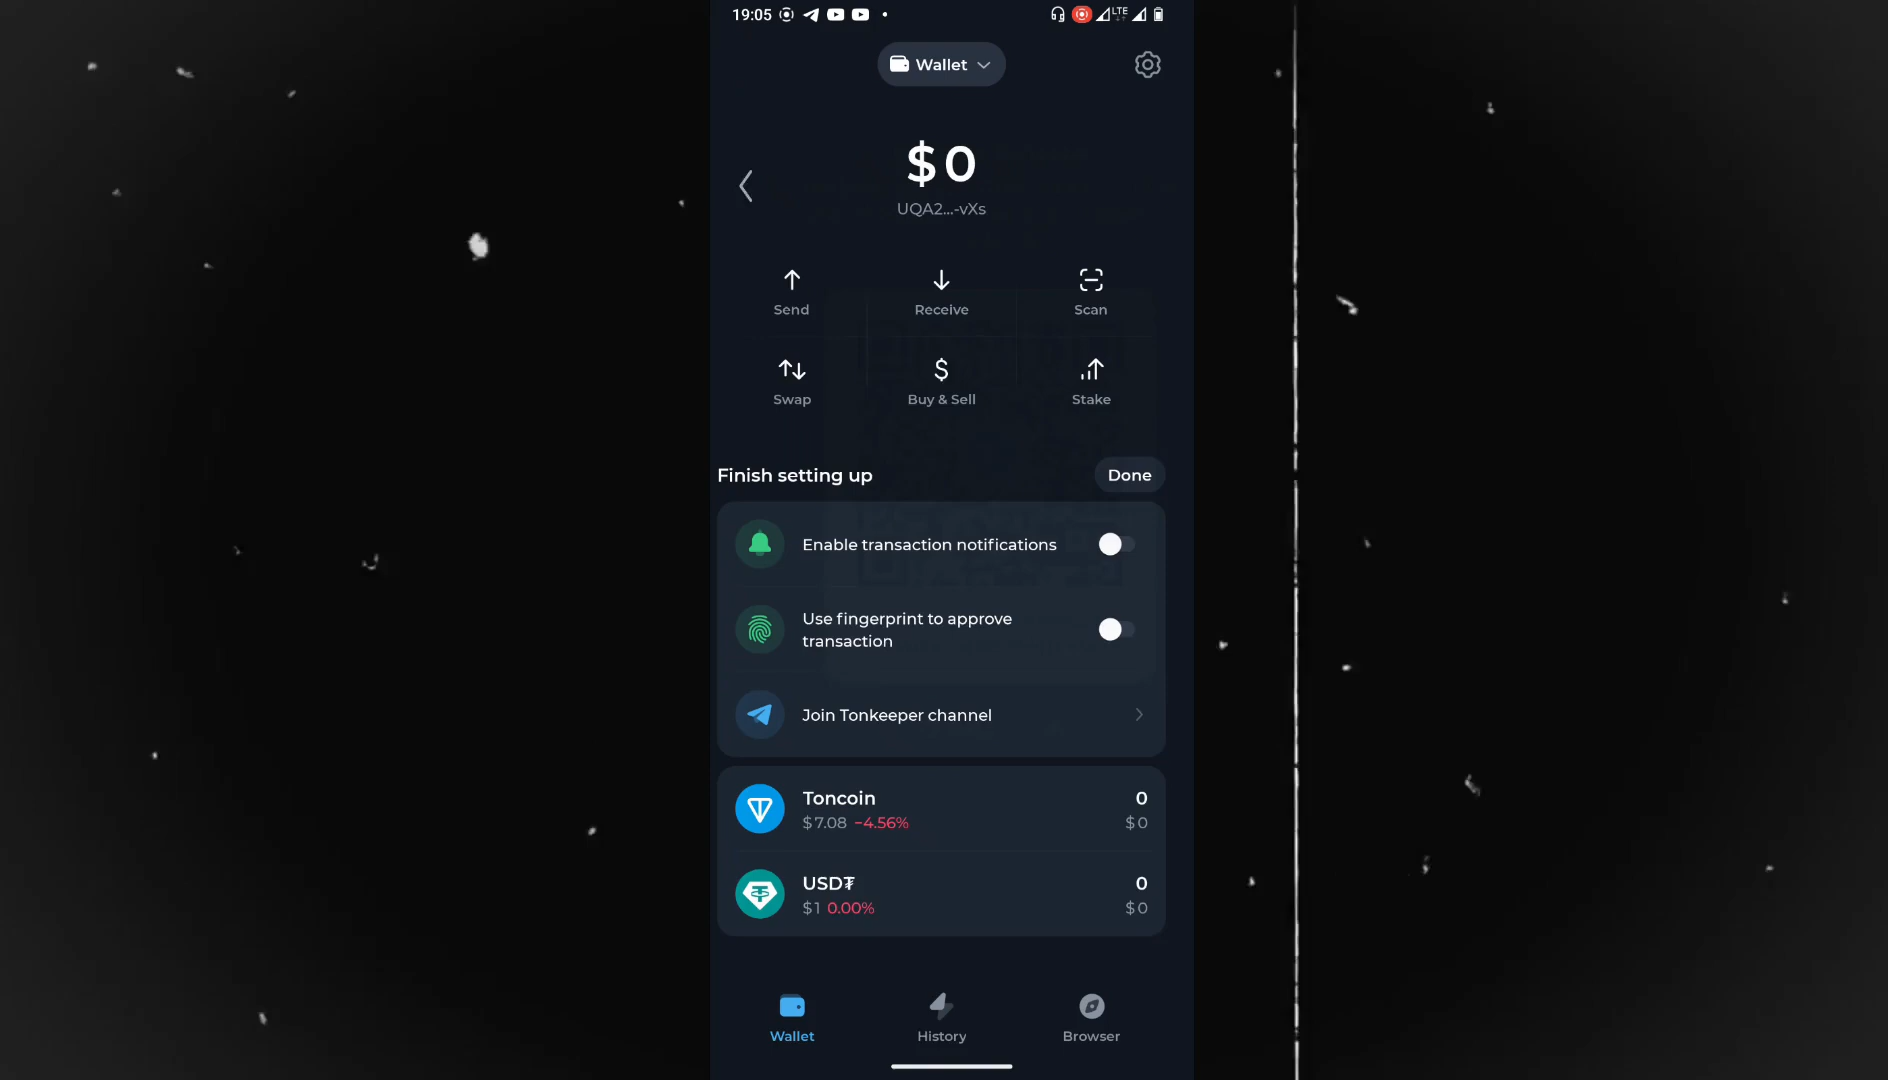 19:05 LTE
Wallet
$0
UQA2...-vXs
Send Receive Scan
Swap Buy & Sell Stake
Finish setting up Done
Enable transaction notifications
Use fingerprint to approve
transaction
Join Tonkeeper channel
Toncoin 0
$7.08 −4.56% $0
USD₮ 0
$1 0.00% $0
Wallet History Browser